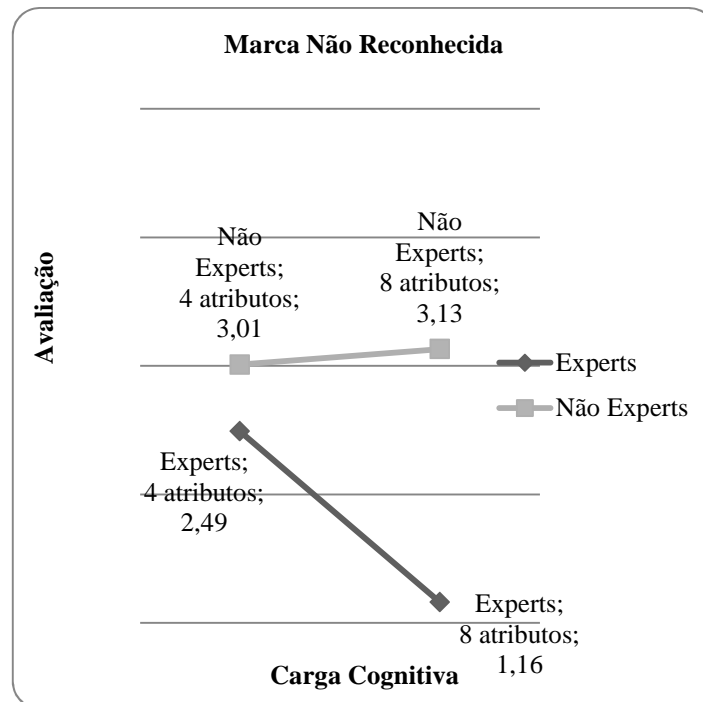 Marca Não Reconhecida
Avaliação
Não
Experts;
4 atributos;
3,01
Não
Experts;
8 atributos;
3,13
Experts
Não Experts
Experts;
4 atributos;
2,49
Experts;
8 atributos;
1,16
Carga Cognitiva